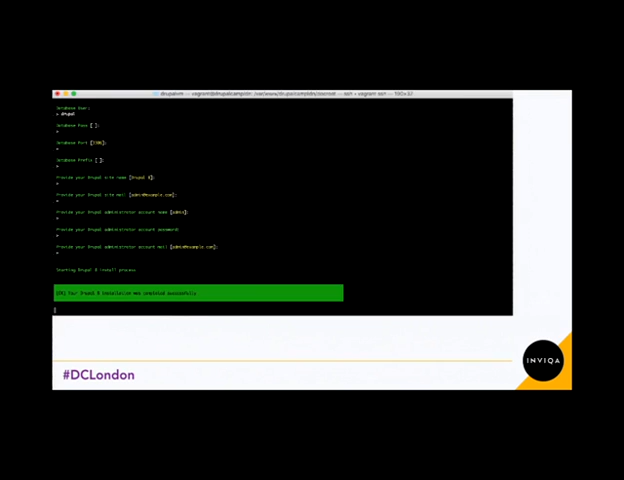 Database User:
> drupal
Database Pass [ ]:
>
Database Port [3306]:
>
Database Prefix [ ]:
>
Provide your Drupal site name [Drupal 8]:
>
Provide your Drupal site mail [admin@example.com]:
>
Provide your Drupal administrator account name [admin]:
>
Provide your Drupal administrator account password:
>
Provide your Drupal administrator account mail [admin@example.com]:
>
Starting Drupal 8 install process
[OK] Your Drupal 8 installation was completed successfully
INVIQA
#DCLondon